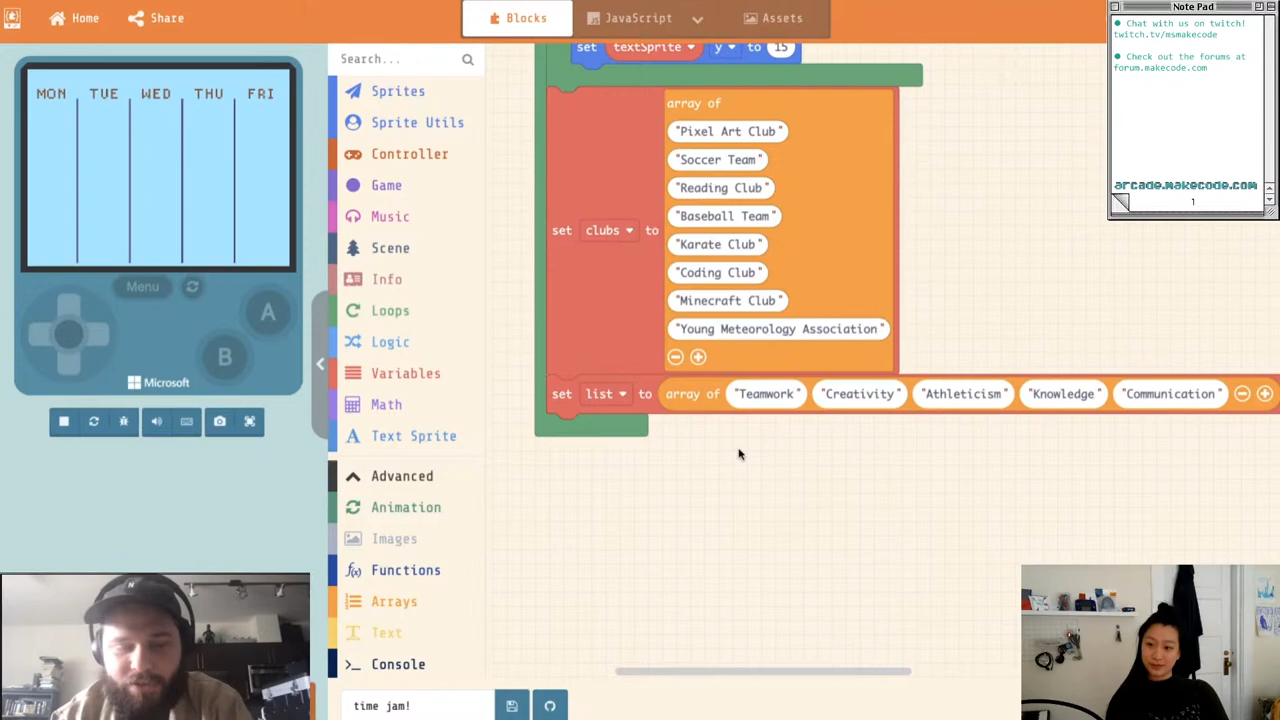 Home
Share
Blocks
JavaScript
Assets
Note Pad
Chat with us on twitch!
twitch.tv/msmakecode
Check out the forums at
forum.makecode.com
arcade.makecode.com
1
MON TUE WED THU FRI
Menu
A
B
Microsoft
Search...
Sprites
Sprite Utils
Controller
Game
Music
Scene
Info
Loops
Logic
Variables
Math
Text Sprite
Advanced
Animation
Images
Functions
Arrays
Text
Console
set textSprite y to 15
set clubs to
array of
"Pixel Art Club"
"Soccer Team"
"Reading Club"
"Baseball Team"
"Karate Club"
"Coding Club"
"Minecraft Club"
"Young Meteorology Association"
set list to array of "Teamwork" "Creativity" "Athleticism" "Knowledge" "Communication"
time jam!